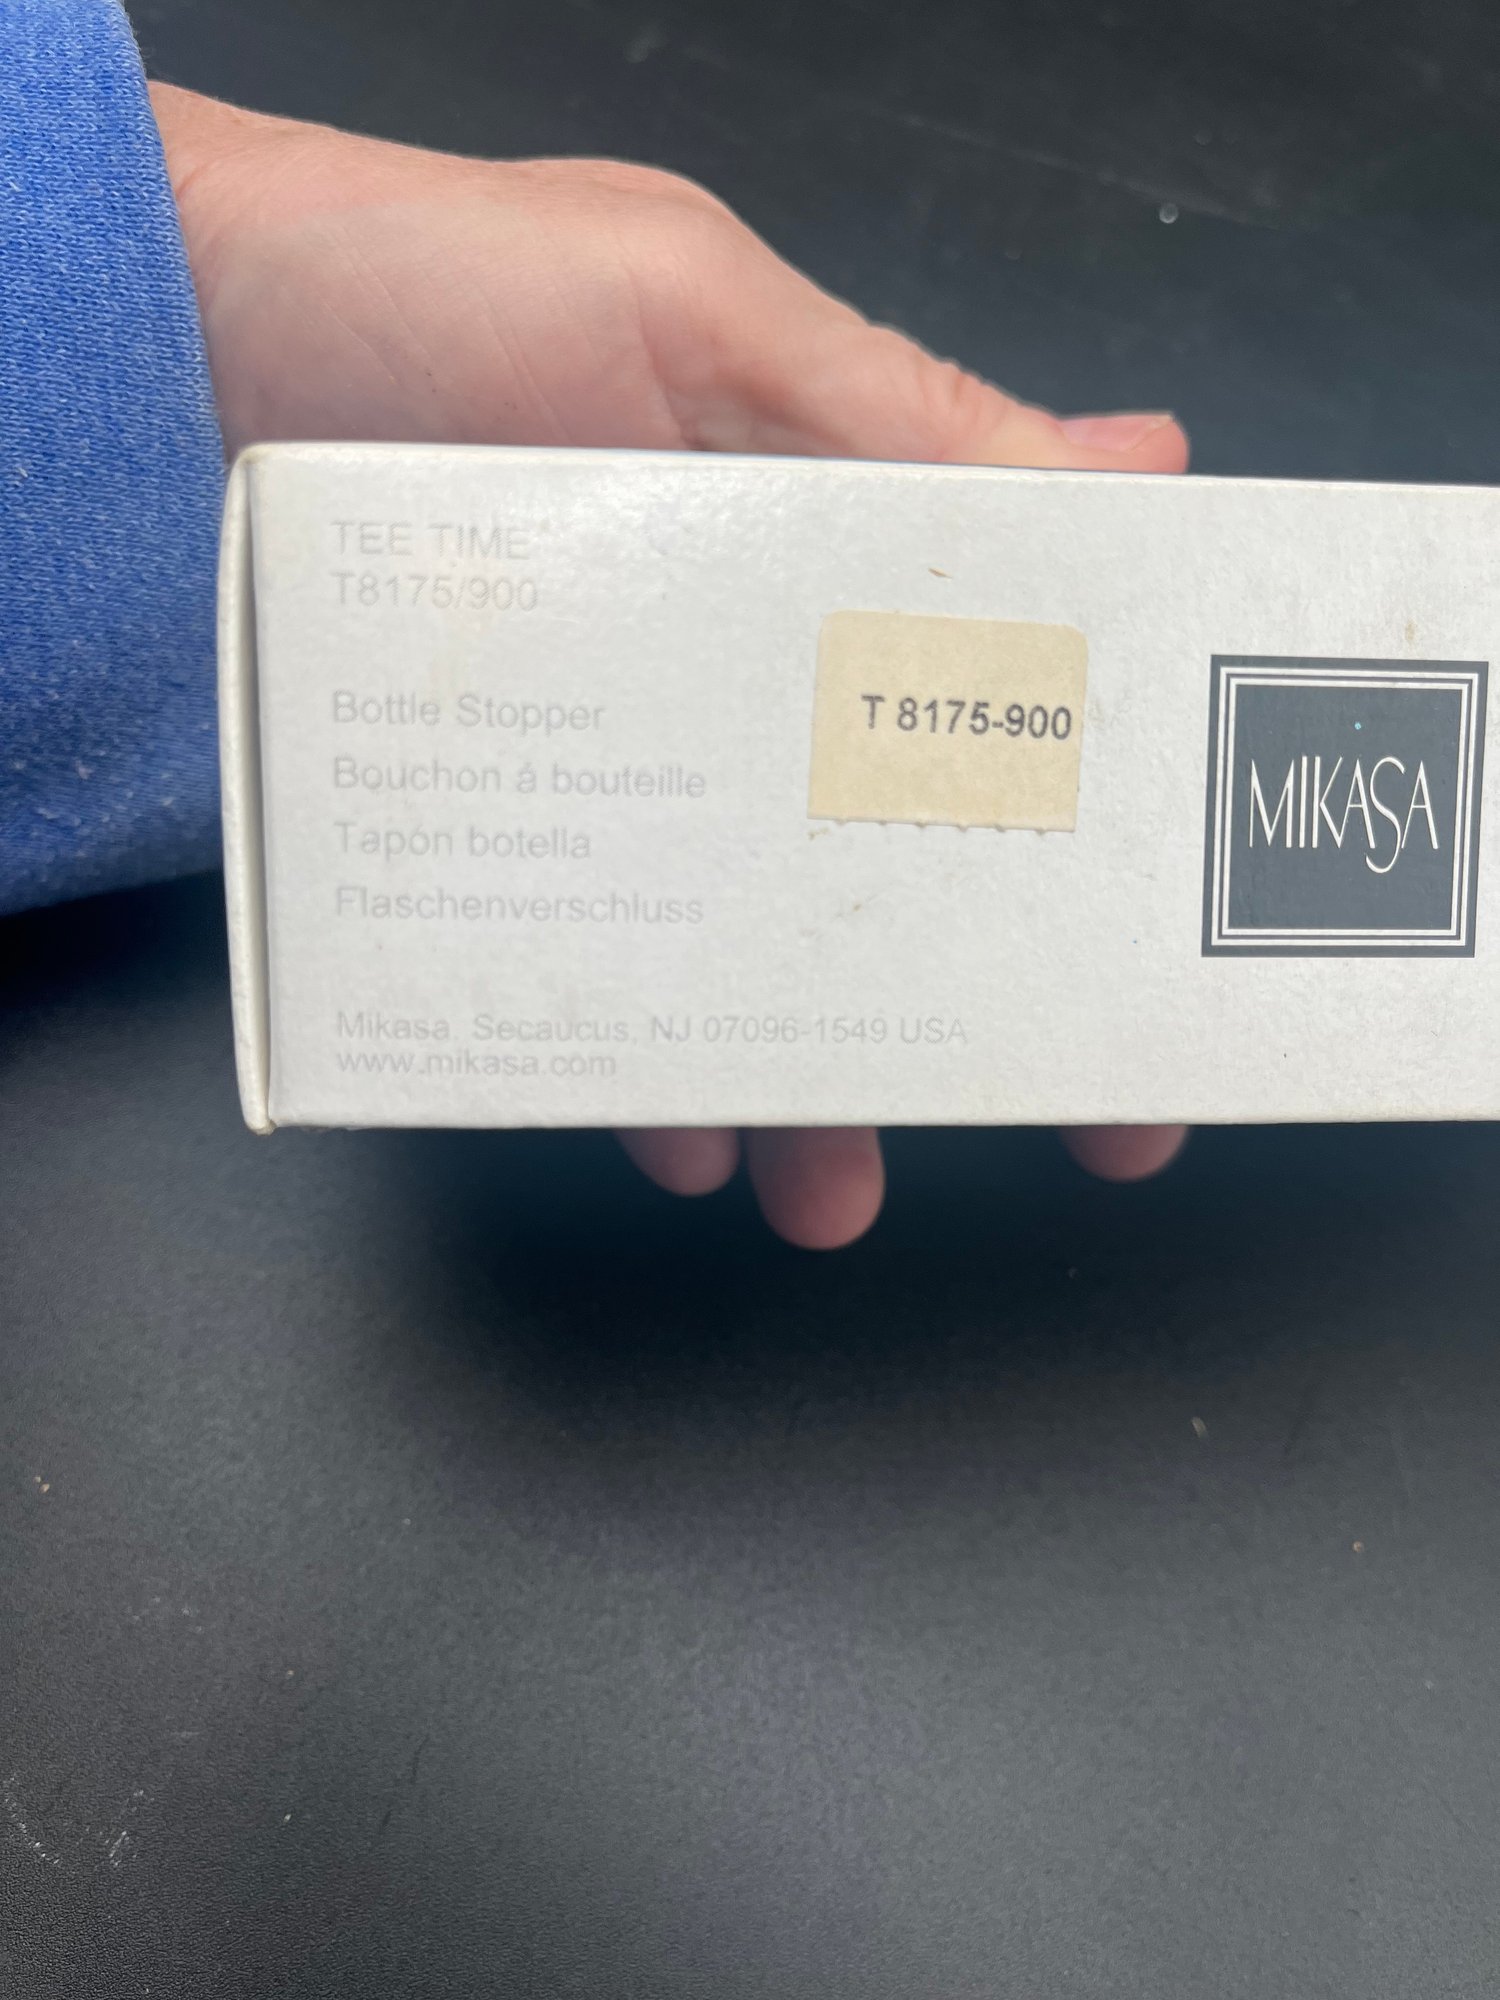 TEE TIME
T8175/900
Bottle Stopper
Bouchon á bouteille
Tapón botella
Flaschenverschluss
Mikasa, Secaucus, NJ 07096-1549 USA
www.mikasa.com
T 8175-900
MIKASA